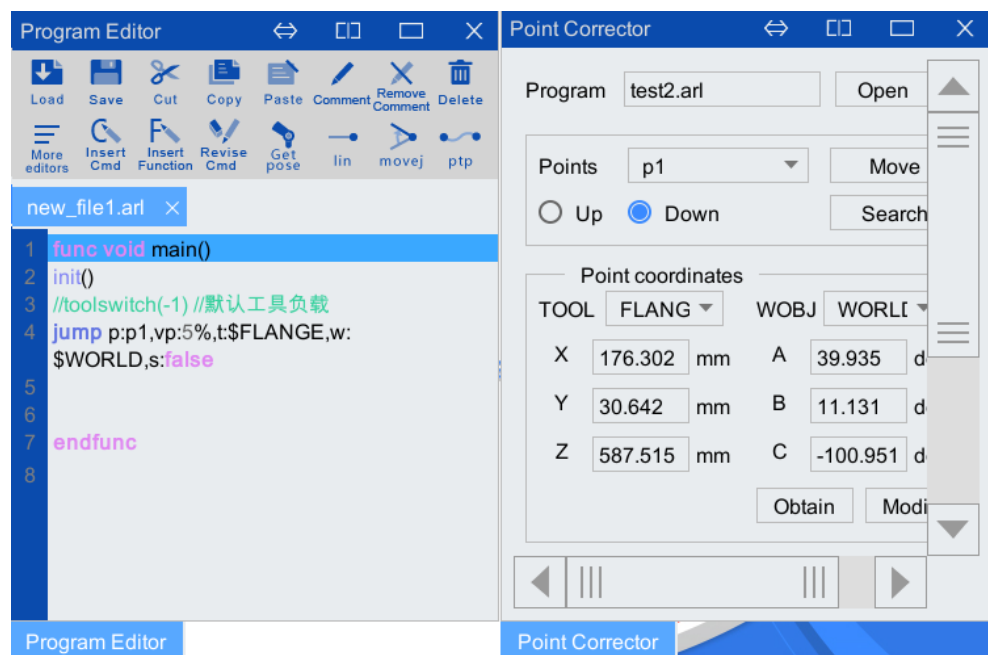 Program Editor
Load Save Cut Copy Paste Comment Remove Comment Delete
More editors Insert Cmd Insert Function Revise Cmd Get pose lin movej ptp
new_file1.arl
1 func void main()
2 init()
3 //toolswitch(-1) //默认工具负载
4 jump p:p1,vp:5%,t:$FLANGE,w:
$WORLD,s:false
5
6
7 endfunc
8
Program Editor
Point Corrector
Program test2.arl Open
Points p1 Move
Up Down Search
Point coordinates
TOOL FLANG WOBJ WORLD
X 176.302 mm A 39.935 d
Y 30.642 mm B 11.131 d
Z 587.515 mm C -100.951 d
Obtain Modi
Point Corrector